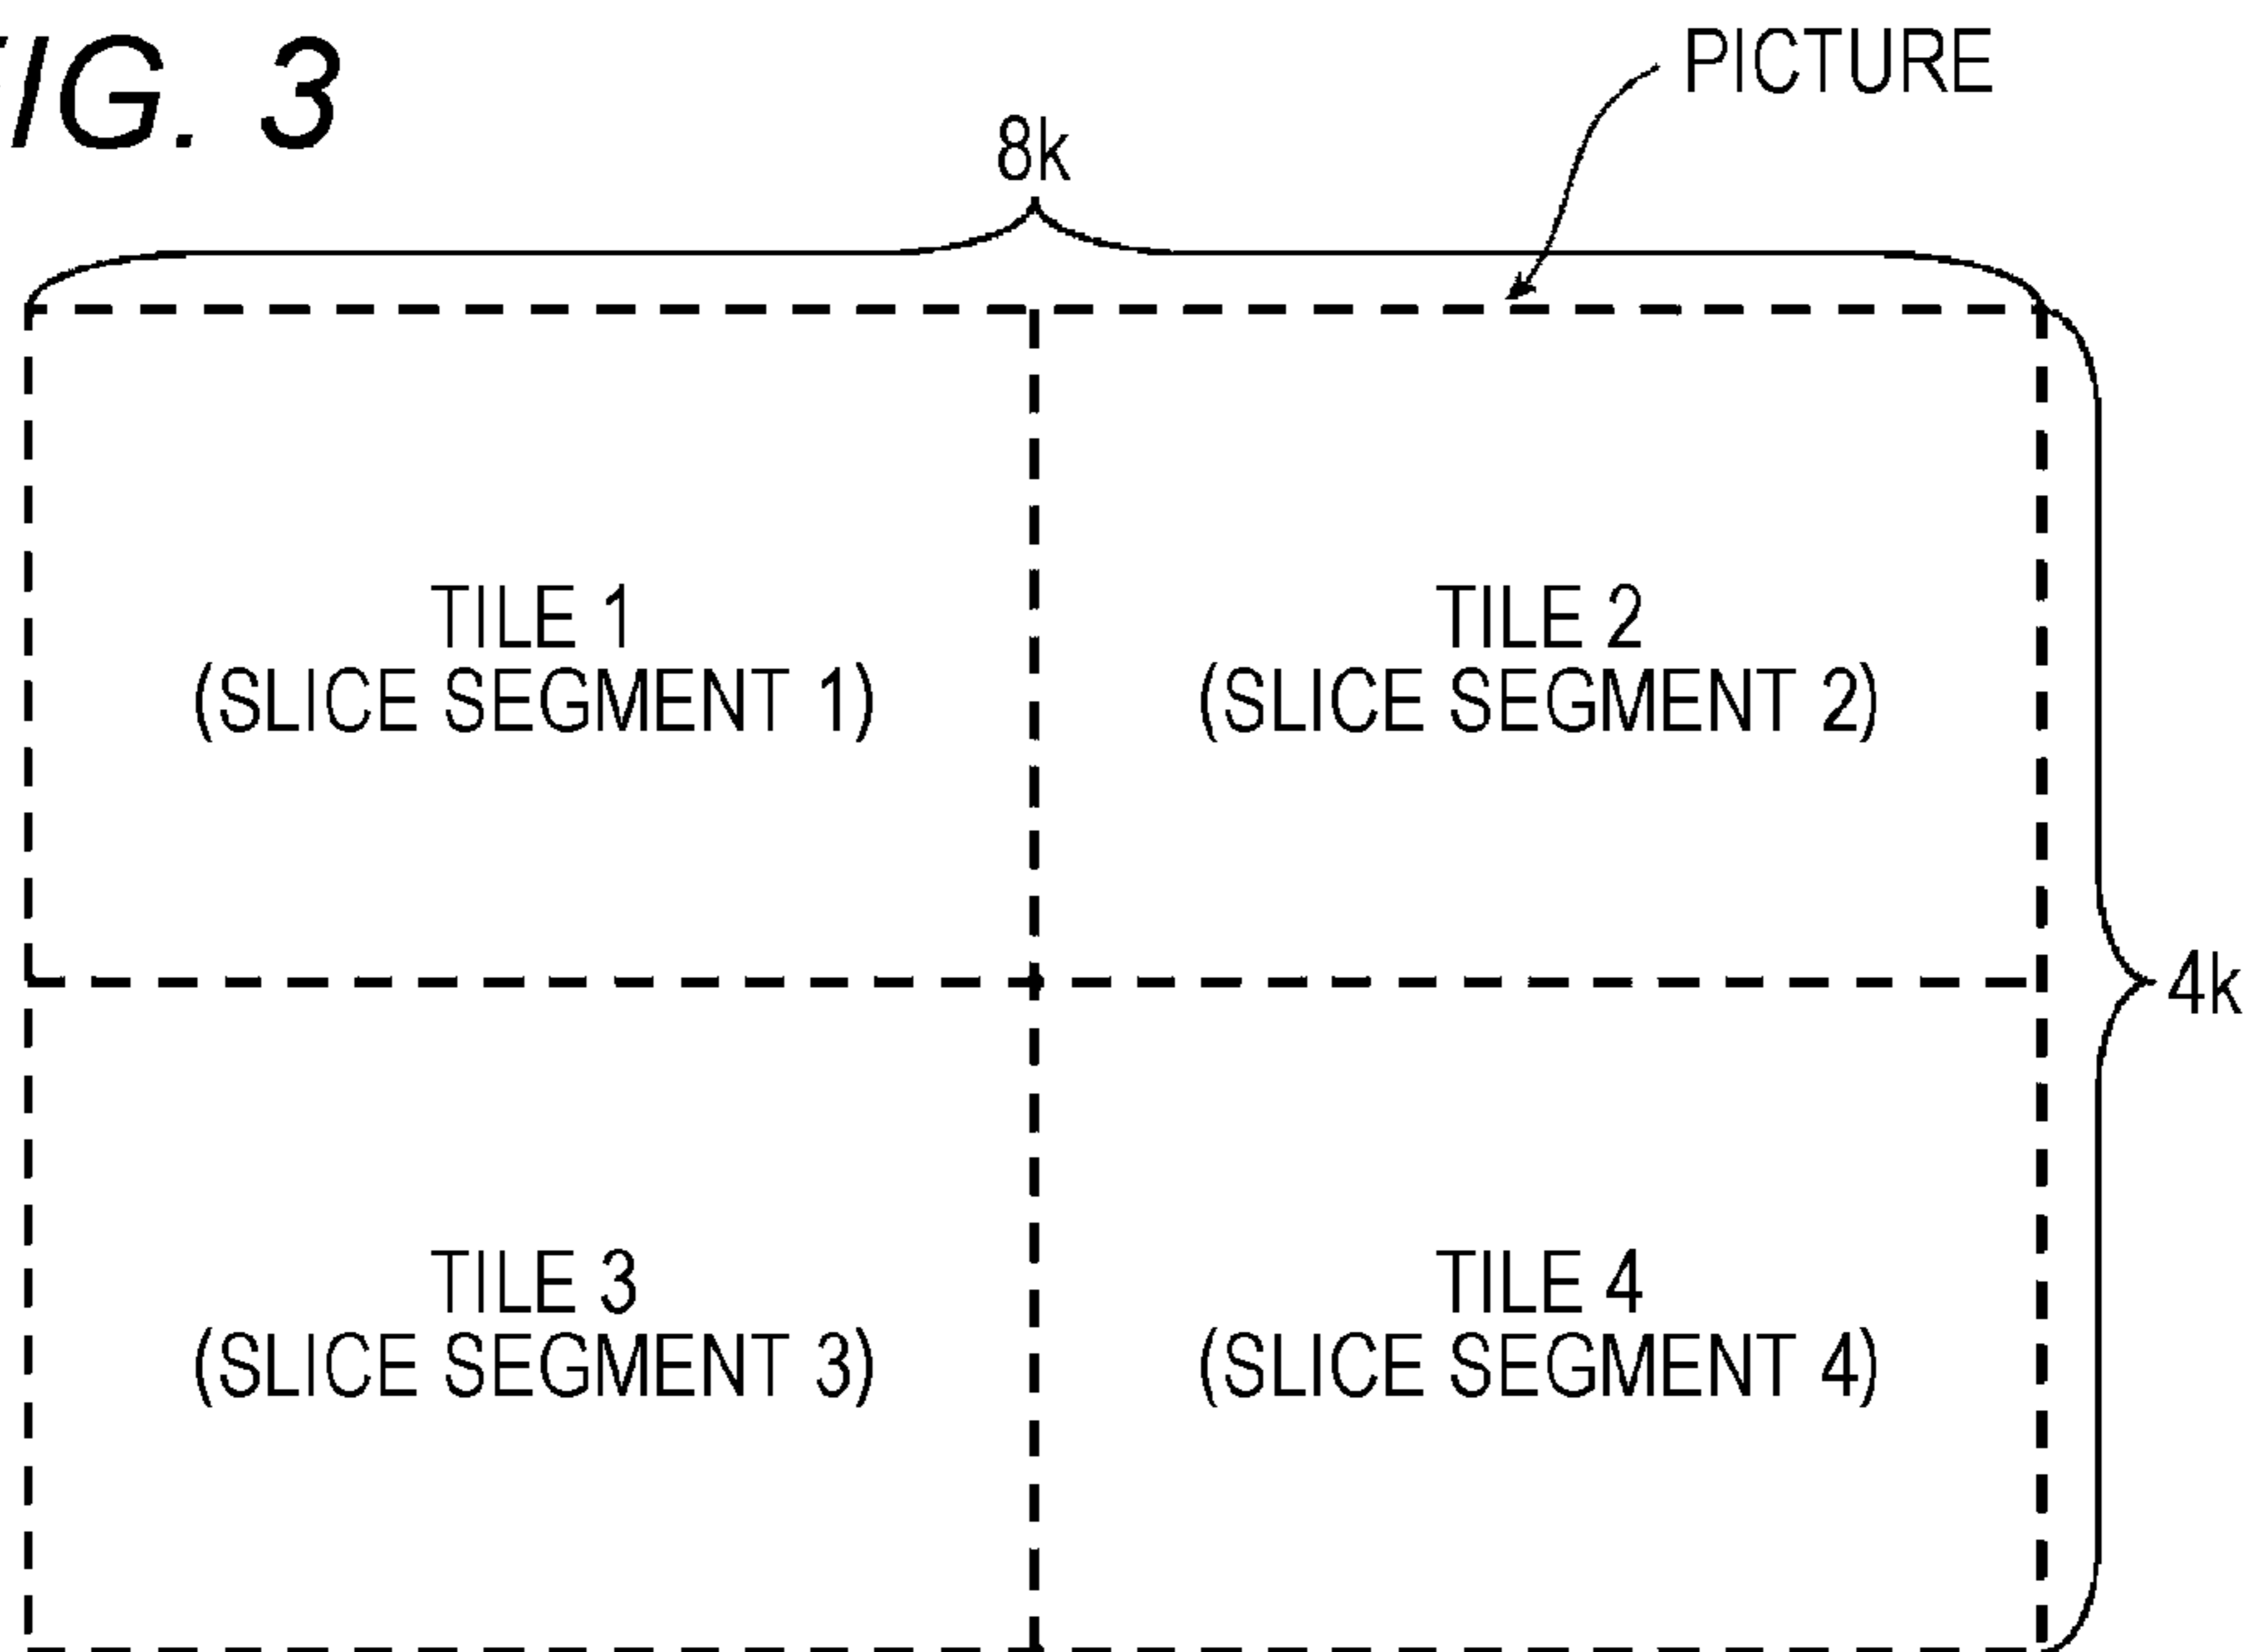 FIG. 3
PICTURE
8k
TILE 1
(SLICE SEGMENT 1)
TILE 2
(SLICE SEGMENT 2)
4k
TILE 3
(SLICE SEGMENT 3)
TILE 4
(SLICE SEGMENT 4)